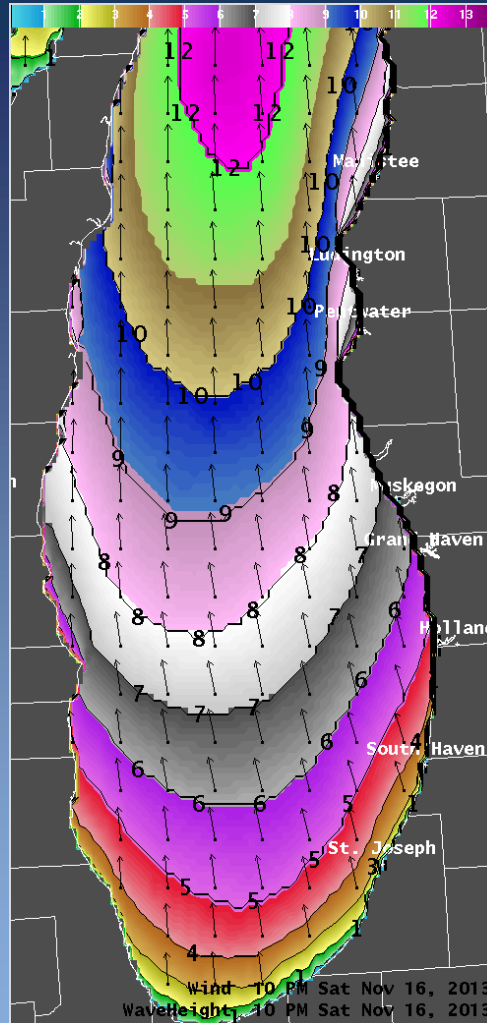 1 2 3 4 5 6 7 8 9 10 11 12 13
1
12 12
10
12 12
Manistee
12
10
10
Ludington
10
Pentwater
10
9
10 10
9
9
n
8 Muskegon
9 9
Grand Haven
8 8 7
8 8 7 6
8 Holland
6
7 7 7
6 4 South Haven
6
6 6 5 1
St. Joseph
5 3
5 5
1
4
1
Wind 10 PM Sat Nov 16, 2013
WaveHeight 10 PM Sat Nov 16, 2013